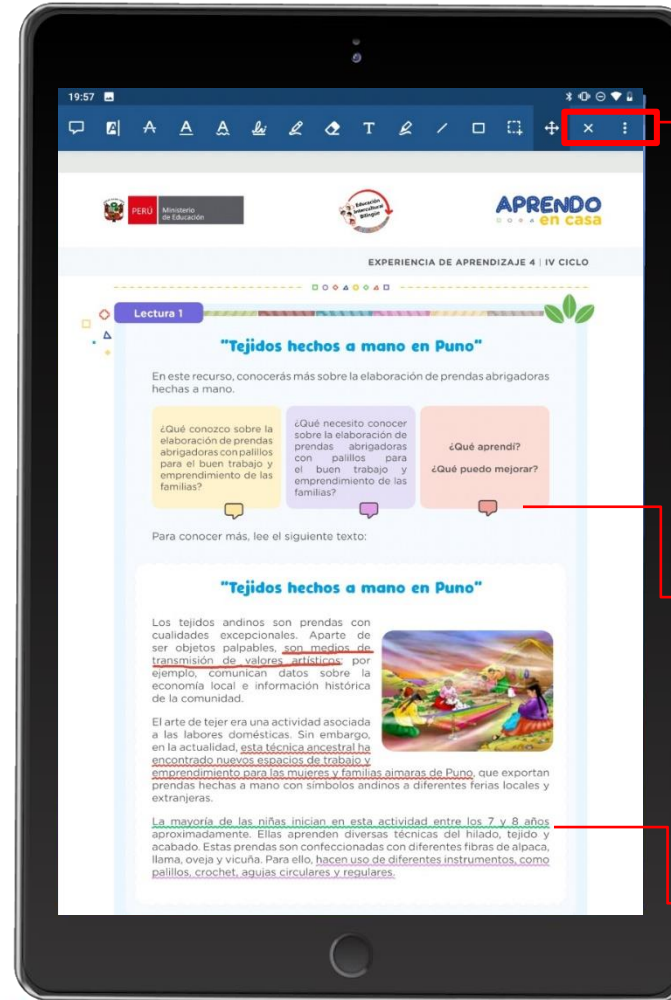 19:57
A A A A T
PERÚ Ministerio de Educación
Educación Intercultural Bilingüe
APRENDO en casa
EXPERIENCIA DE APRENDIZAJE 4 | IV CICLO
Lectura 1
"Tejidos hechos a mano en Puno"
En este recurso, conocerás más sobre la elaboración de prendas abrigadoras
hechas a mano.
¿Qué conozco sobre la
elaboración de prendas
abrigadoras con palillos
para el buen trabajo y
emprendimiento de las
familias?
¿Qué necesito conocer
sobre la elaboración de
prendas abrigadoras
con palillos para
el buen trabajo y
emprendimiento de las
familias?
¿Qué aprendí?
¿Qué puedo mejorar?
Para conocer más, lee el siguiente texto:
"Tejidos hechos a mano en Puno"
Los tejidos andinos son prendas con
cualidades excepcionales. Aparte de
ser objetos palpables, son medios de
transmisión de valores artísticos; por
ejemplo, comunican datos sobre la
economía local e información histórica
de la comunidad.
El arte de tejer era una actividad asociada
a las labores domésticas. Sin embargo,
en la actualidad, esta técnica ancestral ha
encontrado nuevos espacios de trabajo y
emprendimiento para las mujeres y familias aimaras de Puno, que exportan
prendas hechas a mano con símbolos andinos a diferentes ferias locales y
extranjeras.
La mayoría de las niñas inician en esta actividad entre los 7 y 8 años
aproximadamente. Ellas aprenden diversas técnicas del hilado, tejido y
acabado. Estas prendas son confeccionadas con diferentes fibras de alpaca,
llama, oveja y vicuña. Para ello, hacen uso de diferentes instrumentos, como
palillos, crochet, agujas circulares y regulares.